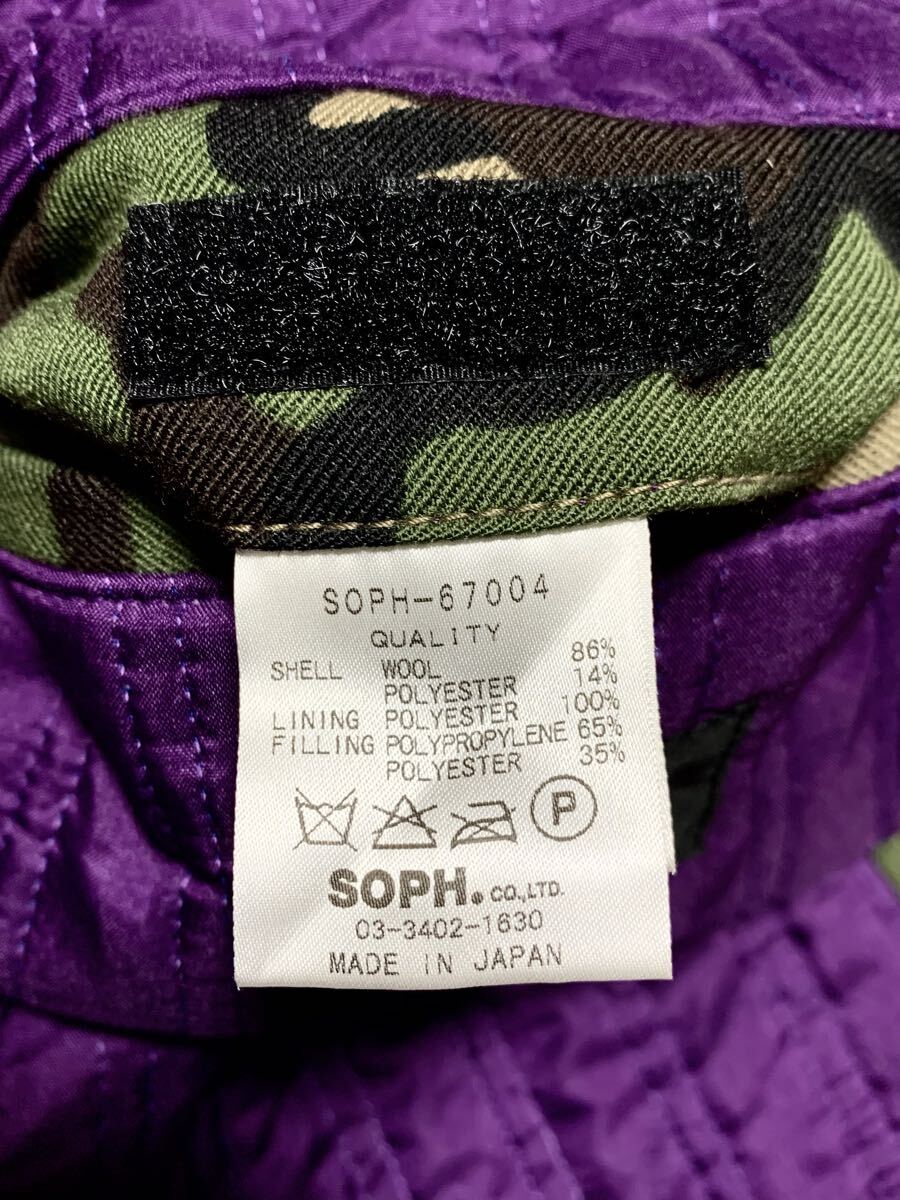 SOPH-67004
QUALITY
SHELL WOOL 86%
POLYESTER 14%
LINING POLYESTER 100%
FILLING POLYPROPYLENE 65%
POLYESTER 35%
P
SOPH. CO.,LTD.
03-3402-1630
MADE IN JAPAN